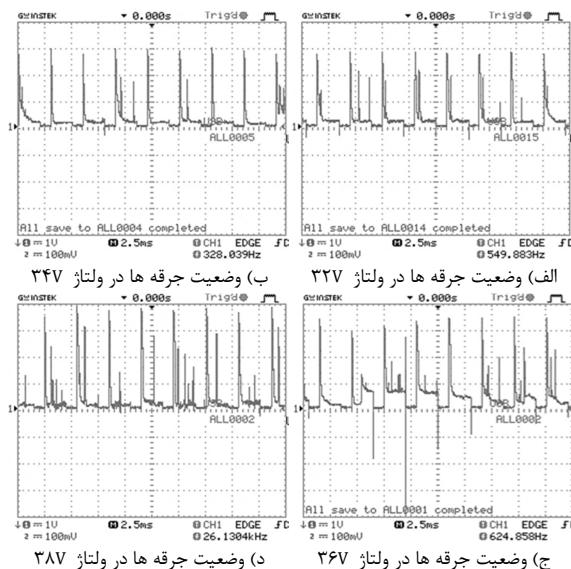 GWINSTEK 0.000s Trig'd
1
ALL0015
All save to ALL0014 completed
1V 2.5ms CH1 EDGE
2 100mV 549.883Hz
الف) وضعیت جرقه ها در ولتاژ ۳۲V
GWINSTEK 0.000s Trig'd
1
ALL0005
All save to ALL0004 completed
1V 2.5ms CH1 EDGE
2 100mV 328.039Hz
ب) وضعیت جرقه ها در ولتاژ ۳۴V
GWINSTEK 0.000s Trig'd
1
ALL0002
All save to ALL0001 completed
1V 2.5ms CH1 EDGE
2 100mV 624.858Hz
ج) وضعیت جرقه ها در ولتاژ ۳۶V
GWINSTEK 0.000s Trig'd
1
ALL0002
1V 2.5ms CH1 EDGE
2 100mV 26.1304kHz
د) وضعیت جرقه ها در ولتاژ ۳۸V